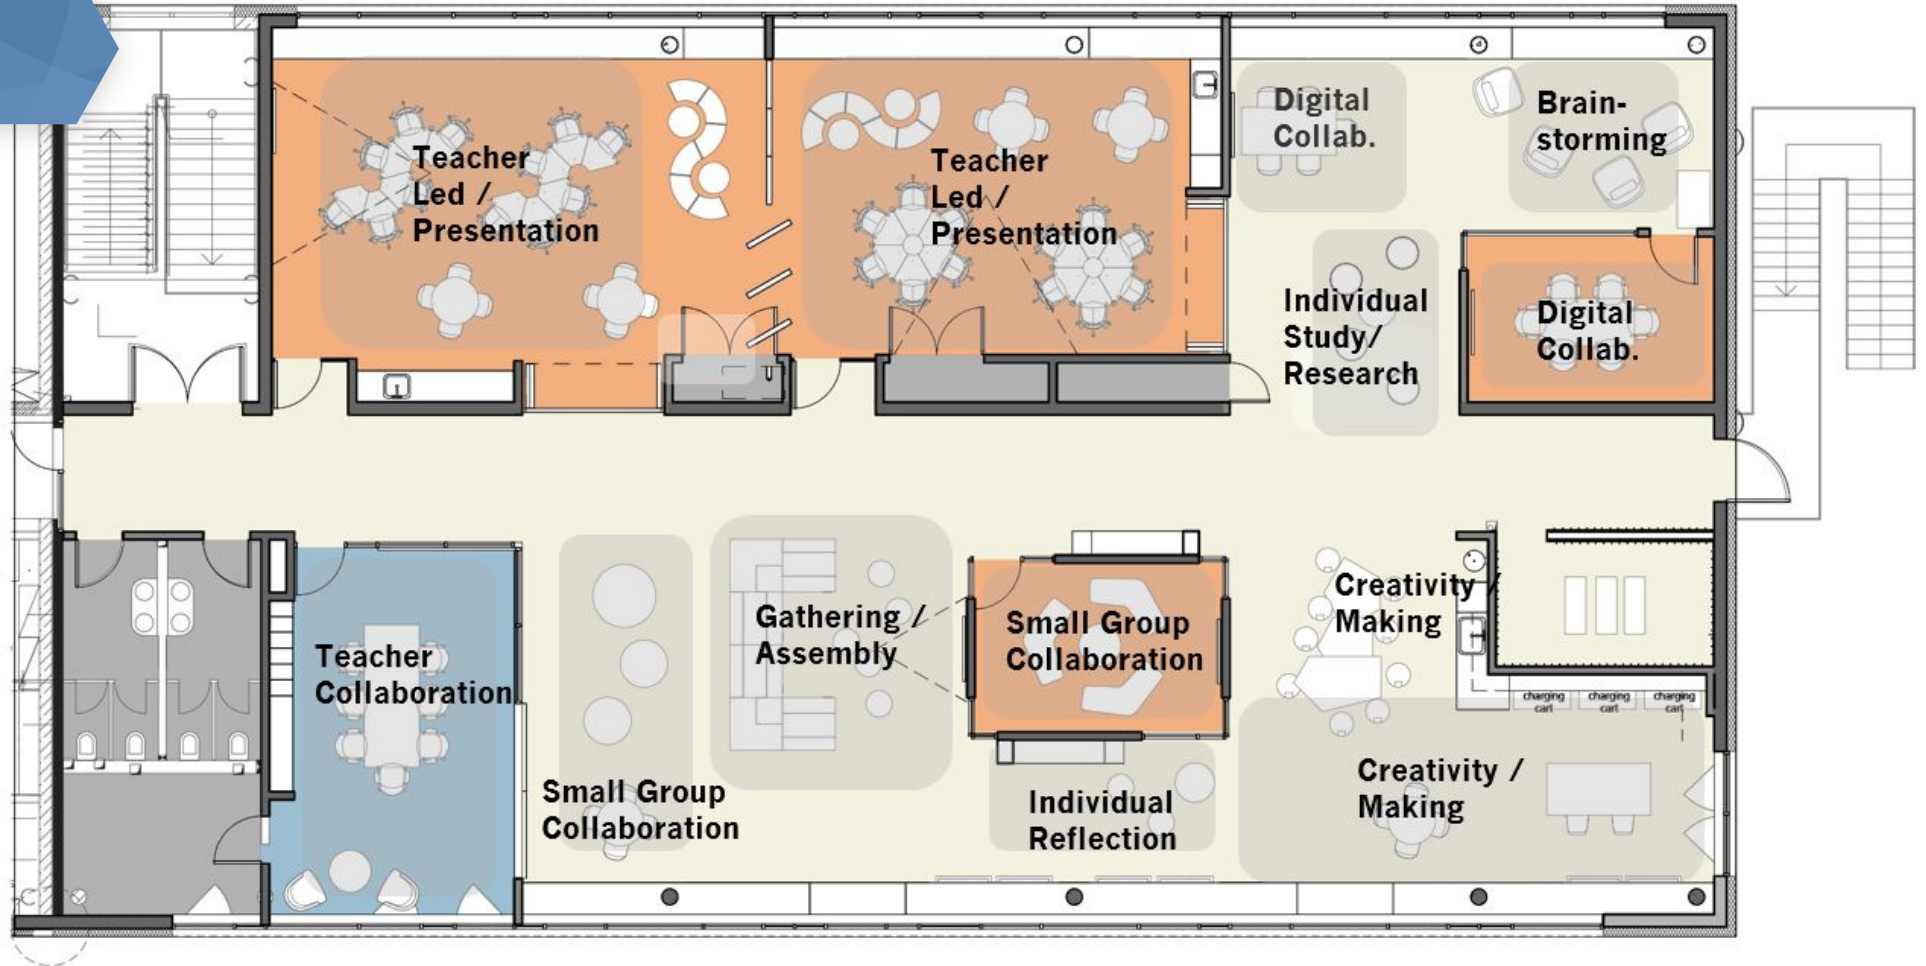 Teacher
Led /
Presentation
Teacher
Led /
Presentation
Digital
Collab.
Brain-
storming
Individual
Study/
Research
Digital
Collab.
Teacher
Collaboration
Small Group
Collaboration
Gathering /
Assembly
Small Group
Collaboration
Individual
Reflection
Creativity /
Making
charging
cart
charging
cart
charging
cart
Creativity /
Making